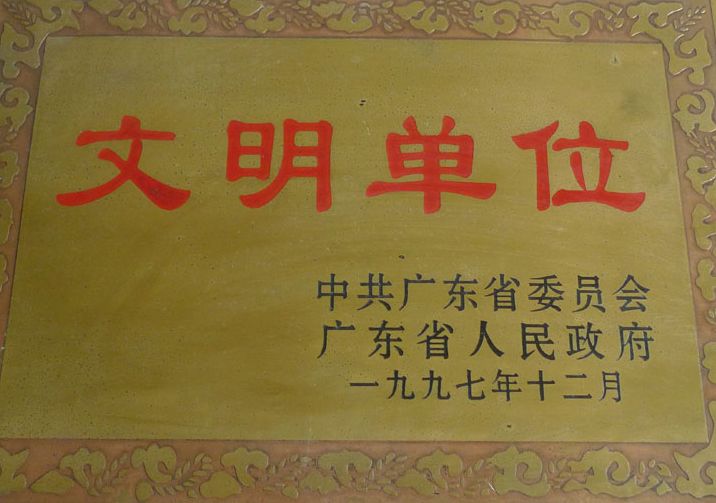 文明单位
中共广东省委员会
广东省人民政府
一九九七年十二月